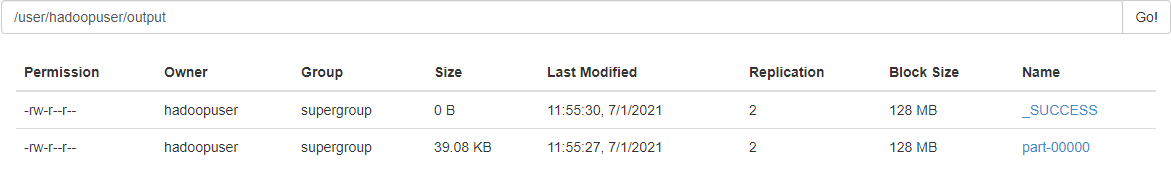 /user/hadoopuser/output Go!
Permission Owner Group Size Last Modified Replication Block Size Name
-rw-r--r-- hadoopuser supergroup 0 B 11:55:30, 7/1/2021 2 128 MB _SUCCESS
-rw-r--r-- hadoopuser supergroup 39.08 KB 11:55:27, 7/1/2021 2 128 MB part-00000